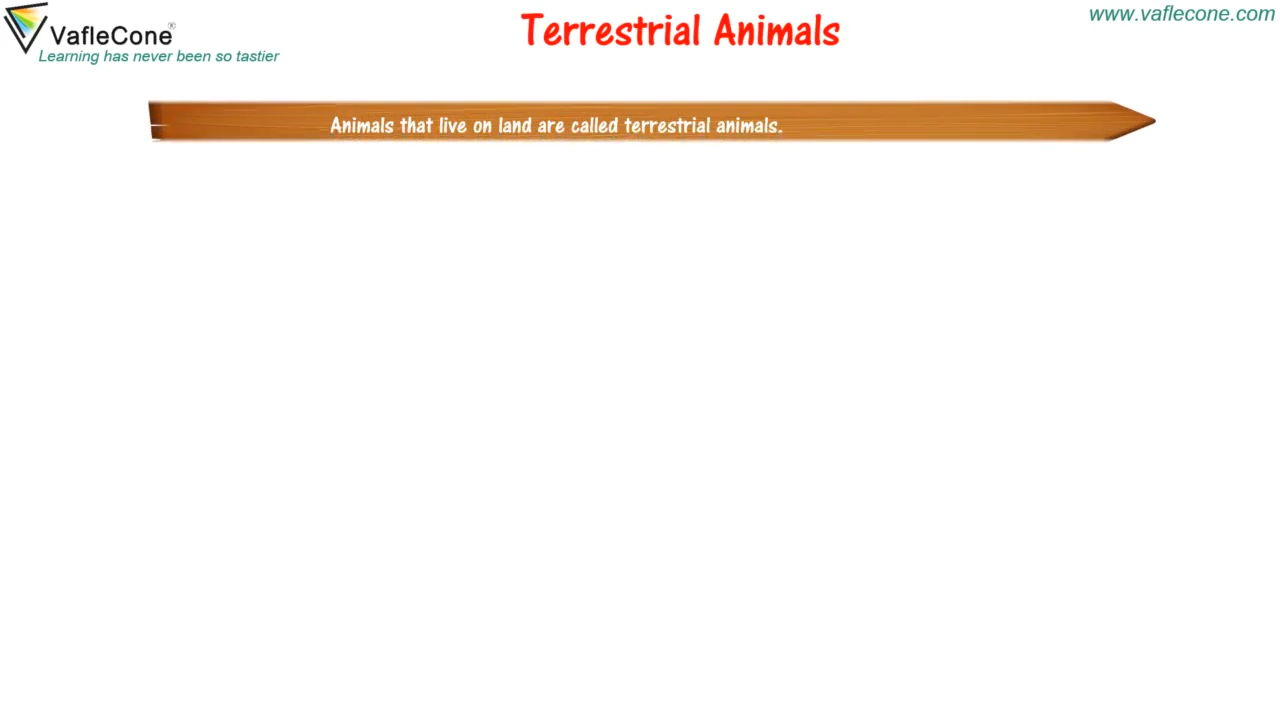 VafleCone®
Learning has never been so tastier
Terrestrial Animals
www.vaflecone.com
Animals that live on land are called terrestrial animals.